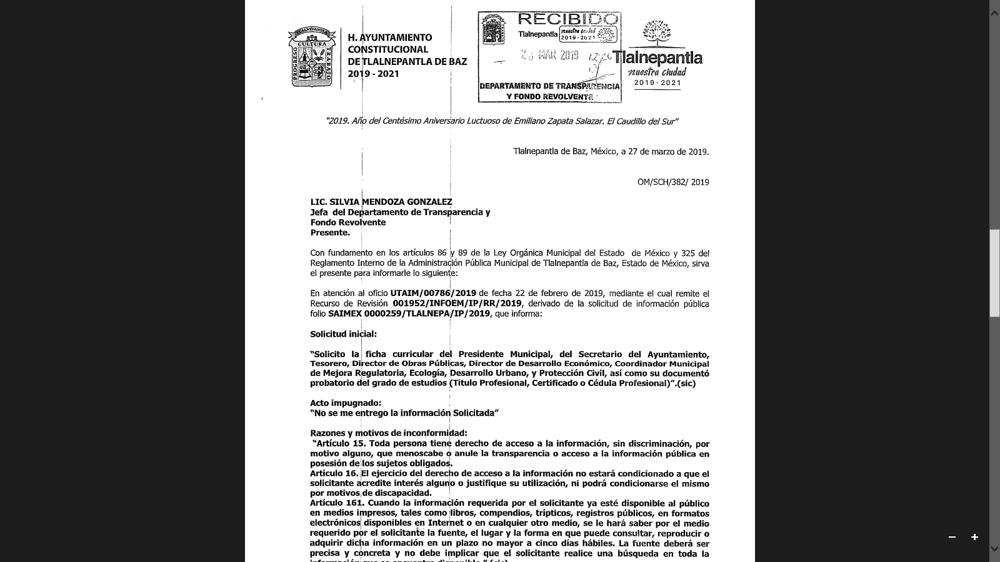 TLALNEPANTLA
CULTURA
PROGRESO
TRABAJO
H. AYUNTAMIENTO
CONSTITUCIONAL
DE TLALNEPANTLA DE BAZ
2019 - 2021
RECIBIDO
Tlalnepantla nuestra ciudad
2019-2021
MAR 2019
DEPARTAMENTO DE TRANSPARENCIA
Y FONDO REVOLVENTE
Tlalnepantla
nuestra ciudad
2019-2021
"2019. Año del Centésimo Aniversario Luctuoso de Emiliano Zapata Salazar. El Caudillo del Sur"
Tlalnepantla de Baz, México, a 27 de marzo de 2019.
OM/SCH/382/ 2019
LIC. SILVIA MENDOZA GONZALEZ
Jefa del Departamento de Transparencia y
Fondo Revolvente
Presente.
Con fundamento en los artículos 86 y 89 de la Ley Orgánica Municipal del Estado de México y 325 del
Reglamento Interno de la Administración Pública Municipal de Tlalnepantla de Baz, Estado de México, sirva
el presente para informarle lo siguiente:
En atención al oficio UTAIM/00786/2019 de fecha 22 de febrero de 2019, mediante el cual remite el
Recurso de Revisión 001952/INFOEM/IP/RR/2019, derivado de la solicitud de información pública
folio SAIMEX 0000259/TLALNEPA/IP/2019, que informa:
Solicitud inicial:
"Solicito la ficha curricular del Presidente Municipal, del Secretario del Ayuntamiento,
Tesorero, Director de Obras Públicas, Director de Desarrollo Económico, Coordinador Municipal
de Mejora Regulatoria, Ecología, Desarrollo Urbano, y Protección Civil, así como su documentó
probatorio del grado de estudios (Titulo Profesional, Certificado o Cédula Profesional)".(sic)
Acto impugnado:
"No se me entrego la información Solicitada"
Razones y motivos de inconformidad:
"Artículo 15. Toda persona tiene derecho de acceso a la información, sin discriminación, por
motivo alguno, que menoscabe o anule la transparencia o acceso a la información pública en
posesión de los sujetos obligados.
Artículo 16. El ejercicio del derecho de acceso a la información no estará condicionado a que el
solicitante acredite interés alguno o justifique su utilización, ni podrá condicionarse el mismo
por motivos de discapacidad.
Artículo 161. Cuando la información requerida por el solicitante ya esté disponible al público
en medios impresos, tales como libros, compendios, trípticos, registros públicos, en formatos
electrónicos disponibles en Internet o en cualquier otro medio, se le hará saber por el medio
requerido por el solicitante la fuente, el lugar y la forma en que puede consultar, reproducir o
adquirir dicha información en un plazo no mayor a cinco días hábiles. La fuente deberá ser
precisa y concreta y no debe implicar que el solicitante realice una búsqueda en toda la